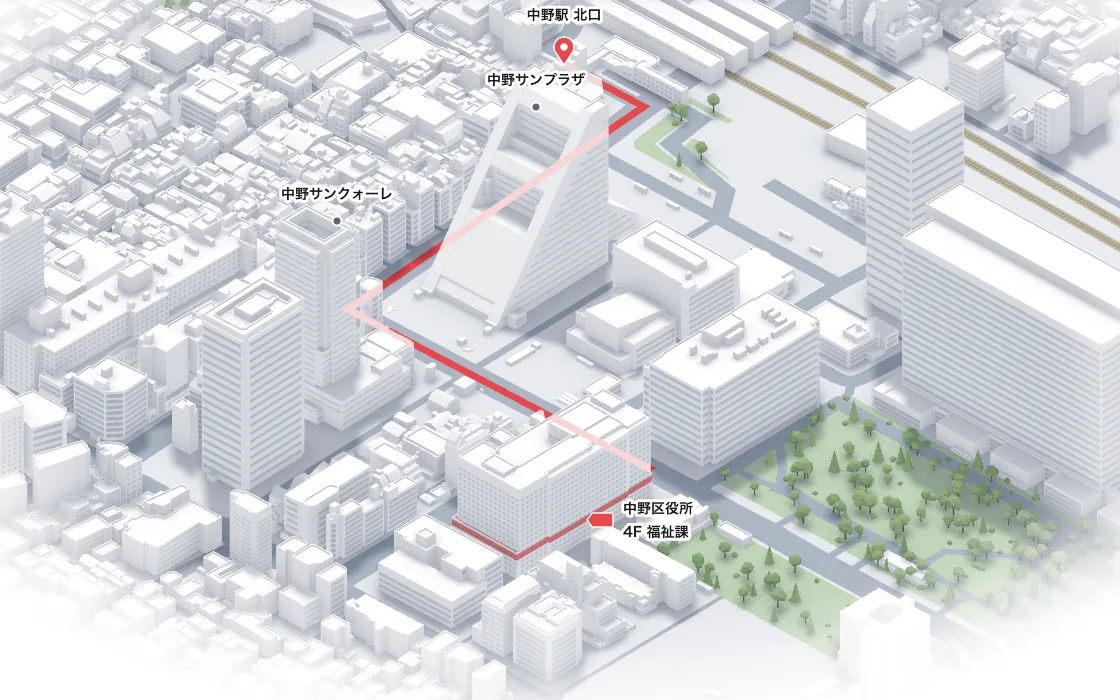 中野駅 北口
中野サンプラザ
中野サンクォーレ
中野区役所
4F 福祉課